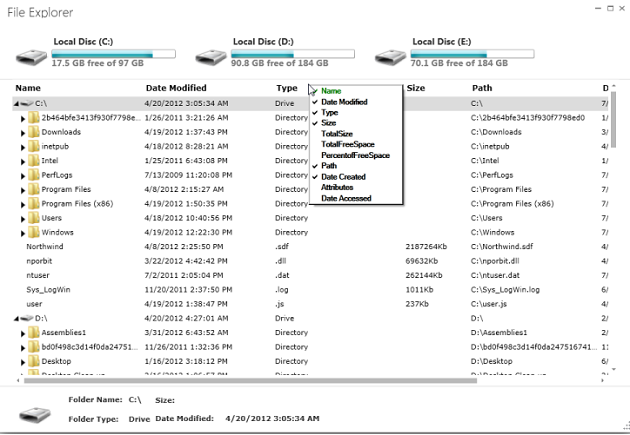 File Explorer
Local Disc (C:) Local Disc (D:) Local Disc (E:)
17.5 GB free of 97 GB 90.8 GB free of 184 GB 70.1 GB free of 184 GB
Name Date Modified Type Size Path D
C:\ 4/20/2012 3:05:34 AM Drive C:\ 7/
2b464bfe3413f930f7798e... 1/26/2011 3:21:26 AM Directory C:\2b464bfe3413f930f7798ed0 4/
Downloads 4/19/2012 1:37:43 PM Directory C:\Downloads 3/
inetpub 4/18/2012 8:28:21 AM Directory C:\inetpub 3/
Intel 1/25/2011 6:43:08 PM Directory C:\Intel 1/
PerfLogs 7/13/2009 11:20:08 PM Directory C:\PerfLogs 7/
Program Files 4/8/2012 2:15:27 AM Directory C:\Program Files 7/
Program Files (x86) 4/19/2012 1:50:35 PM Directory C:\Program Files (x86) 7/
Users 4/18/2012 10:40:56 PM Directory C:\Users 7/
Windows 4/19/2012 12:22:30 PM Directory C:\Windows 7/
Northwind 4/8/2012 2:25:50 PM .sdf 2187264Kb C:\Northwind.sdf 4/
nporbit 3/22/2012 4:42:42 PM .dll 69632Kb C:\nporbit.dll 4/
ntuser 7/2/2011 2:05:04 PM .dat 262144Kb C:\ntuser.dat 7/
Sys_LogWin 11/20/2011 2:37:50 PM .log 1011Kb C:\Sys_LogWin.log 6/
user 4/19/2012 1:38:47 PM .js 237Kb C:\user.js 4/
D:\ 4/20/2012 4:27:01 AM Drive D:\ 2/
Assemblies1 3/31/2012 6:43:52 AM Directory D:\Assemblies1 2/
bd0f498c3d14f0da24751... 11/26/2011 1:32:36 PM Directory D:\bd0f498c3d14f0da247516741... 1:
Desktop 1/16/2012 3:18:12 PM Directory D:\Desktop 6/
Name
Date Modified
Type
Size
TotalSize
TotalFreeSpace
PercentofFreeSpace
Path
Date Created
Attributes
Date Accessed
Folder Name: C:\ Size:
Folder Type: Drive Date Modified: 4/20/2012 3:05:34 AM